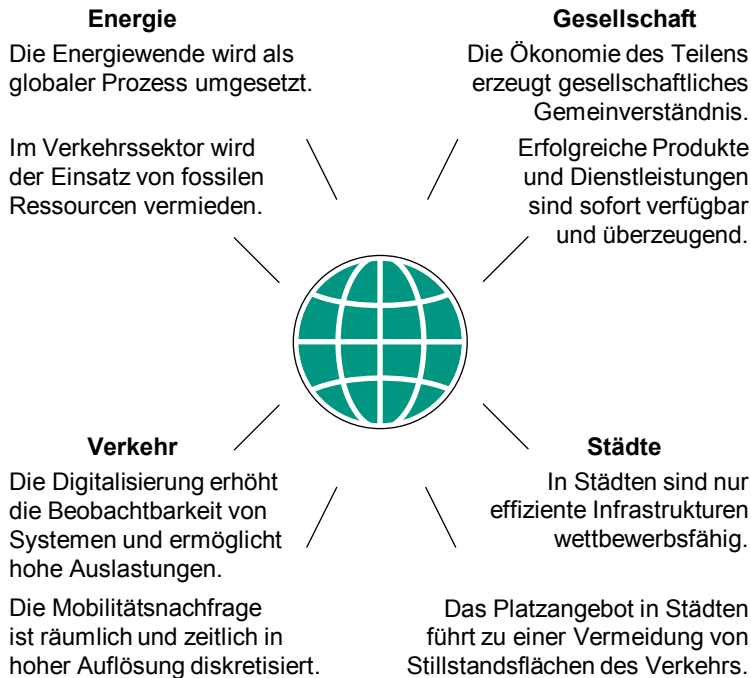 Energie
Die Energiewende wird als
globaler Prozess umgesetzt.
Im Verkehrssektor wird
der Einsatz von fossilen
Ressourcen vermieden.
Gesellschaft
Die Ökonomie des Teilens
erzeugt gesellschaftliches
Gemeinverständnis.
Erfolgreiche Produkte
und Dienstleistungen
sind sofort verfügbar
und überzeugend.
Verkehr
Die Digitalisierung erhöht
die Beobachtbarkeit von
Systemen und ermöglicht
hohe Auslastungen.
Die Mobilitätsnachfrage
ist räumlich und zeitlich in
hoher Auflösung diskretisiert.
Städte
In Städten sind nur
effiziente Infrastrukturen
wettbewerbsfähig.
Das Platzangebot in Städten
führt zu einer Vermeidung von
Stillstandsflächen des Verkehrs.